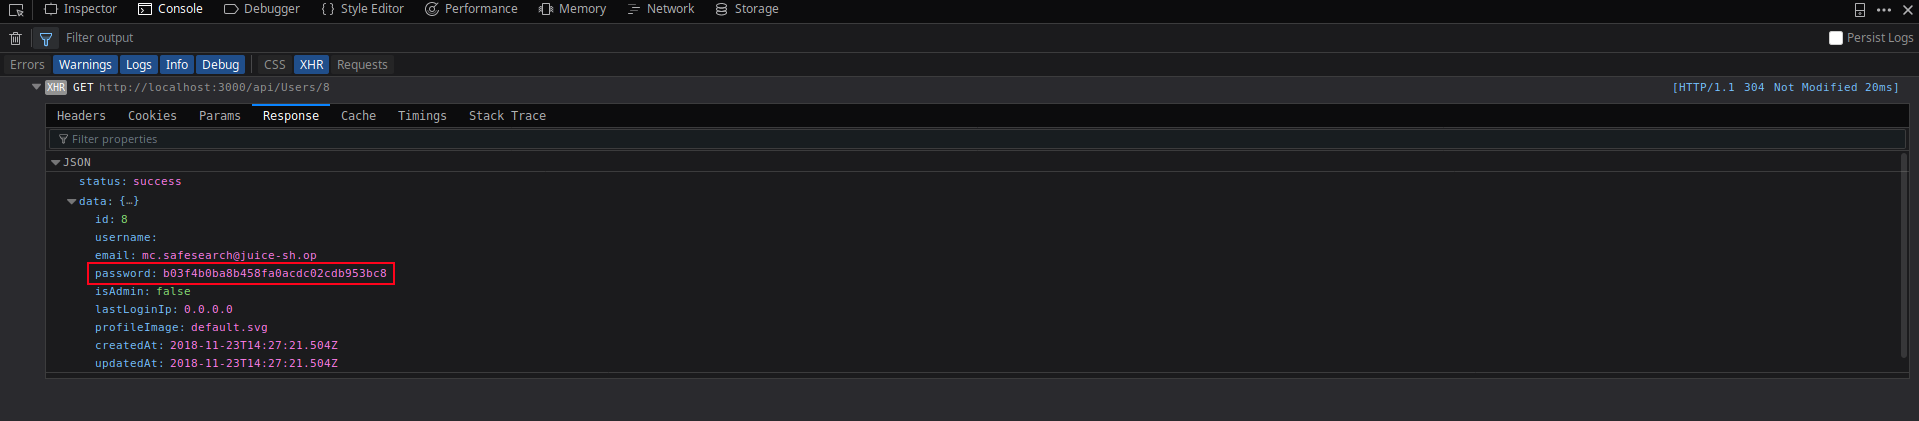 Inspector Console Debugger Style Editor Performance Memory Network Storage
Filter output Persist Logs
Errors Warnings Logs Info Debug CSS XHR Requests
XHR GET http://localhost:3000/api/Users/8 [HTTP/1.1 304 Not Modified 20ms]
Headers Cookies Params Response Cache Timings Stack Trace
Filter properties
JSON
status: success
data: {…}
id: 8
username:
email: mc.safesearch@juice-sh.op
password: b03f4b0ba8b458fa0acdc02cdb953bc8
isAdmin: false
lastLoginIp: 0.0.0.0
profileImage: default.svg
createdAt: 2018-11-23T14:27:21.504Z
updatedAt: 2018-11-23T14:27:21.504Z